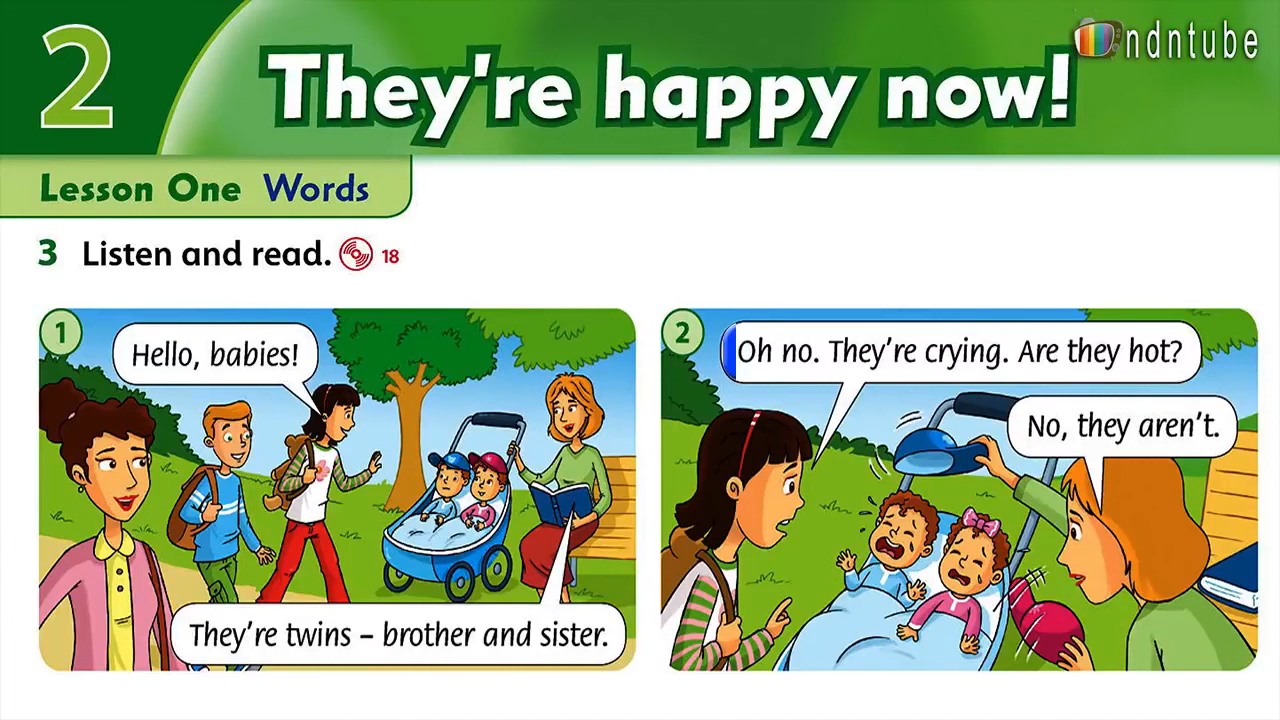 2
They're happy now!
ndntube
Lesson One Words
3 Listen and read. 18
1
Hello, babies!
They're twins – brother and sister.
2
Oh no. They're crying. Are they hot?
No, they aren't.